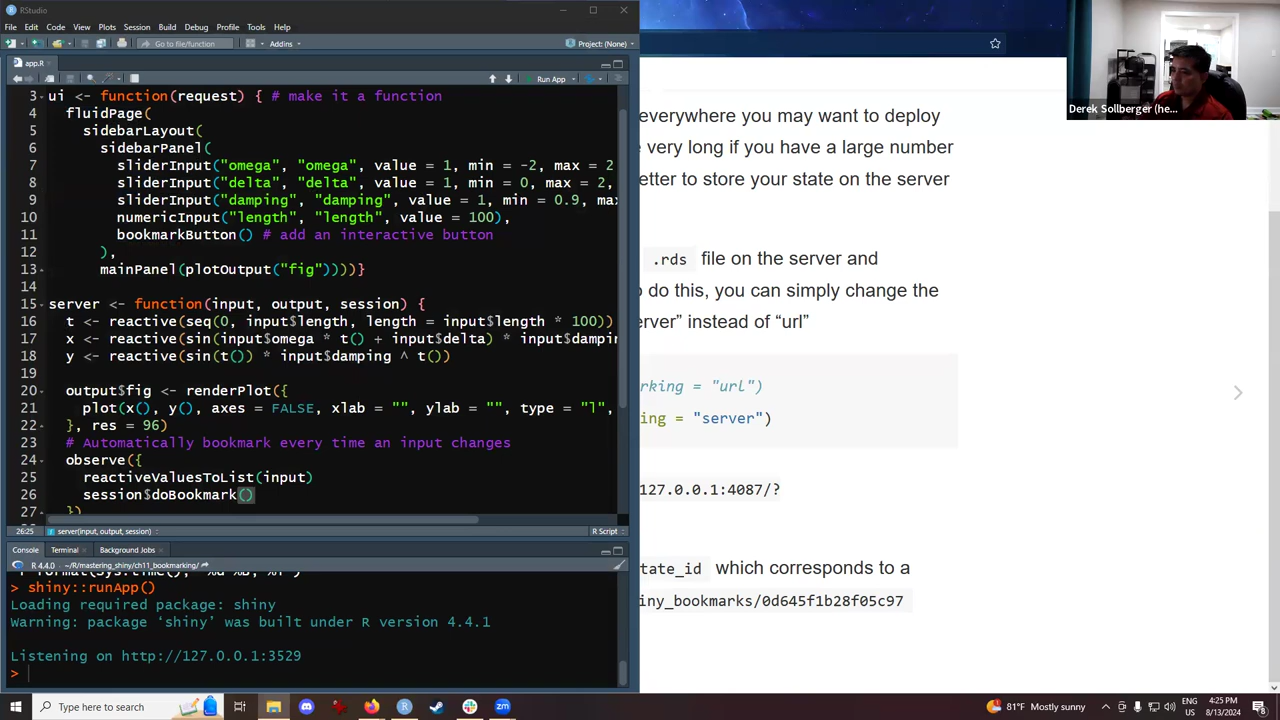 RStudio
File Edit Code View Plots Session Build Debug Profile Tools Help
Go to file/function
Addins
Project: (None)
app.R
Run App
3 ui <- function(request) { # make it a function
4 fluidPage(
5 sidebarLayout(
6 sidebarPanel(
7 sliderInput("omega", "omega", value = 1, min = -2, max = 2
8 sliderInput("delta", "delta", value = 1, min = 0, max = 2,
9 sliderInput("damping", "damping", value = 1, min = 0.9, max
10 numericInput("length", "length", value = 100),
11 bookmarkButton() # add an interactive button
12 ),
13 mainPanel(plotOutput("fig"))))}
14
15 server <- function(input, output, session) {
16 t <- reactive(seq(0, input$length, length = input$length * 100))
17 x <- reactive(sin(input$omega * t() + input$delta) * input$dampin
18 y <- reactive(sin(t()) * input$damping ^ t())
19
20 output$fig <- renderPlot({
21 plot(x(), y(), axes = FALSE, xlab = "", ylab = "", type = "l",
22 }, res = 96)
23 # Automatically bookmark every time an input changes
24 observe({
25 reactiveValuesToList(input)
26 session$doBookmark()
27 })
26:25 server(input, output, session) R Script
Console Terminal Background Jobs
R 4.4.0 · ~/R/mastering_shiny/ch11_bookmarking/
> shiny::runApp()
Loading required package: shiny
Warning: package ‘shiny’ was built under R version 4.4.1
Listening on http://127.0.0.1:3529
>
everywhere you may want to deploy
very long if you have a large number
etter to store your state on the server
.rds file on the server and
do this, you can simply change the
erver” instead of “url”
rking = "url")
ing = "server")
127.0.0.1:4087/?
tate_id which corresponds to a
iny_bookmarks/0d645f1b28f05c97
Derek Sollberger (he...
Type here to search
81°F Mostly sunny
ENG
US
4:25 PM
8/13/2024
8